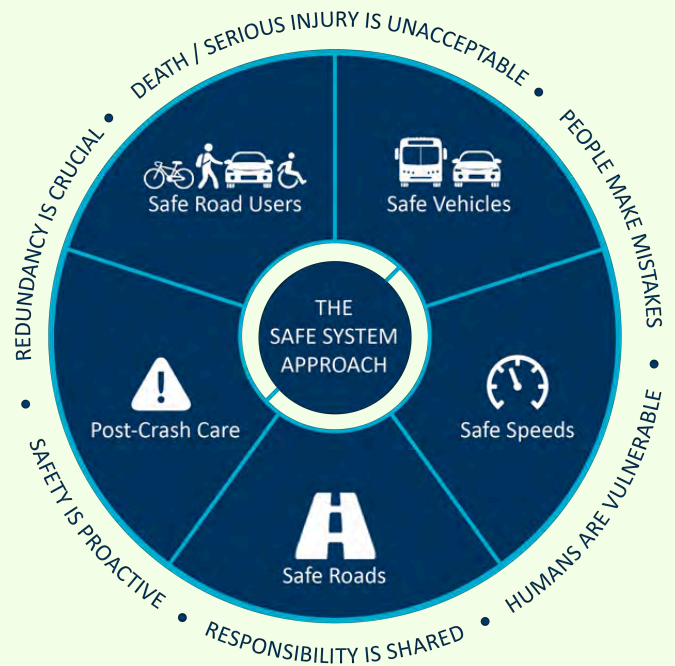 DEATH / SERIOUS INJURY IS UNACCEPTABLE •
PEOPLE MAKE MISTAKES •
HUMANS ARE VULNERABLE •
RESPONSIBILITY IS SHARED •
SAFETY IS PROACTIVE •
REDUNDANCY IS CRUCIAL •
Safe Road Users
Safe Vehicles
THE
SAFE SYSTEM
APPROACH
Post-Crash Care
Safe Speeds
Safe Roads